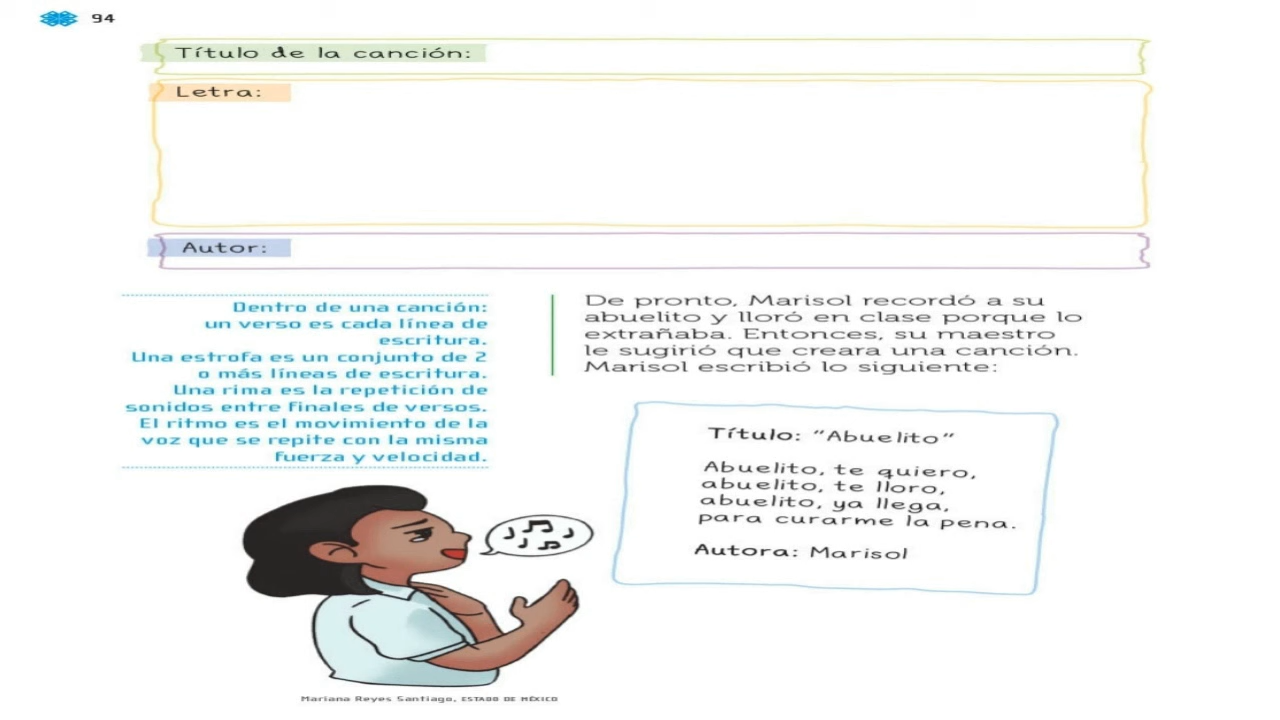 94
Título de la canción:
Letra:
Autor:
Dentro de una canción:
un verso es cada línea de
escritura.
Una estrofa es un conjunto de 2
o más líneas de escritura.
Una rima es la repetición de
sonidos entre finales de versos.
El ritmo es el movimiento de la
voz que se repite con la misma
fuerza y velocidad.
De pronto, Marisol recordó a su
abuelito y lloró en clase porque lo
extrañaba. Entonces, su maestro
le sugirió que creara una canción.
Marisol escribió lo siguiente:
Título: “Abuelito”
Abuelito, te quiero,
abuelito, te lloro,
abuelito, ya llega,
para curarme la pena.
Autora: Marisol
Mariana Reyes Santiago, ESTADO DE MÉXICO